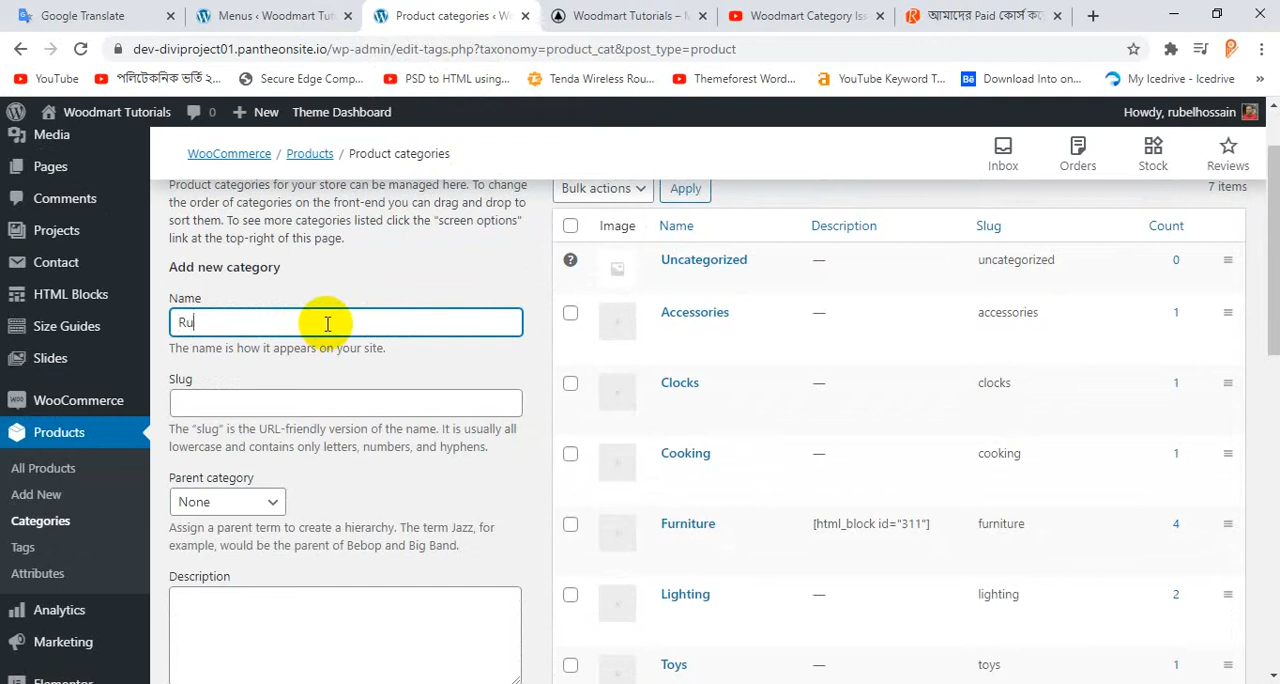 Google Translate
Menus ‹ Woodmart Tut
Product categories ‹ W
Woodmart Tutorials – M
Woodmart Category Iss
আমাদের Paid কোর্স ক
dev-diviproject01.pantheonsite.io/wp-admin/edit-tags.php?taxonomy=product_cat&post_type=product
YouTube
পলিটেকনিক ভর্তি ২...
Secure Edge Comp...
PSD to HTML using...
Tenda Wireless Rou...
Themeforest Word...
YouTube Keyword T...
Download Into on...
My Icedrive - Icedrive
»
Woodmart Tutorials
0
New
Theme Dashboard
Howdy, rubelhossain
Media
Pages
Comments
Projects
Contact
HTML Blocks
Size Guides
Slides
WooCommerce
Products
All Products
Add New
Categories
Tags
Attributes
Analytics
Marketing
Elementor
WooCommerce / Products / Product categories
Inbox
Orders
Stock
Reviews
Product categories for your store can be managed here. To change
the order of categories on the front-end you can drag and drop to
sort them. To see more categories listed click the "screen options"
link at the top-right of this page.
Add new category
Name
Ru
The name is how it appears on your site.
Slug
The “slug” is the URL-friendly version of the name. It is usually all
lowercase and contains only letters, numbers, and hyphens.
Parent category
None
Assign a parent term to create a hierarchy. The term Jazz, for
example, would be the parent of Bebop and Big Band.
Description
Bulk actions
Apply
7 items
Image Name Description Slug Count
Uncategorized — uncategorized 0
Accessories — accessories 1
Clocks — clocks 1
Cooking — cooking 1
Furniture [html_block id="311"] furniture 4
Lighting — lighting 2
Toys — toys 1